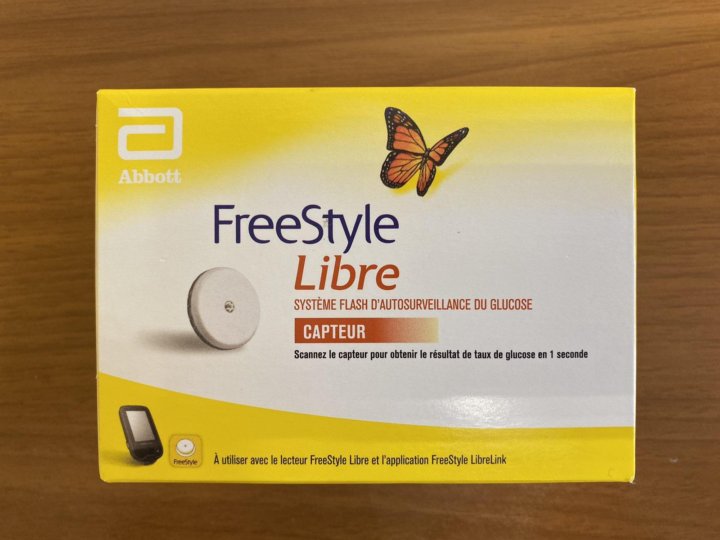 Abbott
FreeStyle
Libre
SYSTÈME FLASH D'AUTOSURVEILLANCE DU GLUCOSE
CAPTEUR
Scannez le capteur pour obtenir le résultat de taux de glucose en 1 seconde
FreeStyle
À utiliser avec le lecteur FreeStyle Libre et l'application FreeStyle LibreLink